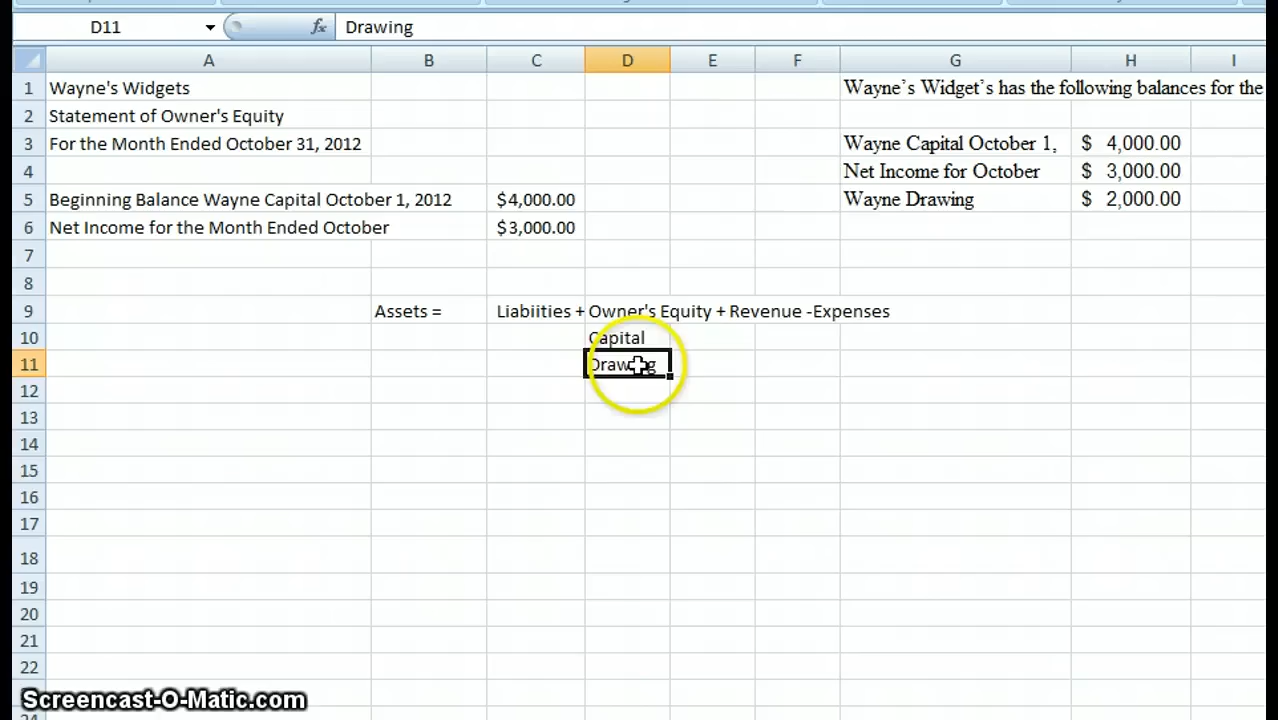 D11 fx Drawing
A B C D E F G H I
1 Wayne's Widgets Wayne's Widget's has the following balances for the
2 Statement of Owner's Equity
3 For the Month Ended October 31, 2012 Wayne Capital October 1, $ 4,000.00
4 Net Income for October $ 3,000.00
5 Beginning Balance Wayne Capital October 1, 2012 $4,000.00 Wayne Drawing $ 2,000.00
6 Net Income for the Month Ended October $3,000.00
7
8
9 Assets = Liabiities + Owner's Equity + Revenue -Expenses
10 Capital
11 Drawing
12
13
14
15
16
17
18
19
20
21
22
Screencast-O-Matic.com